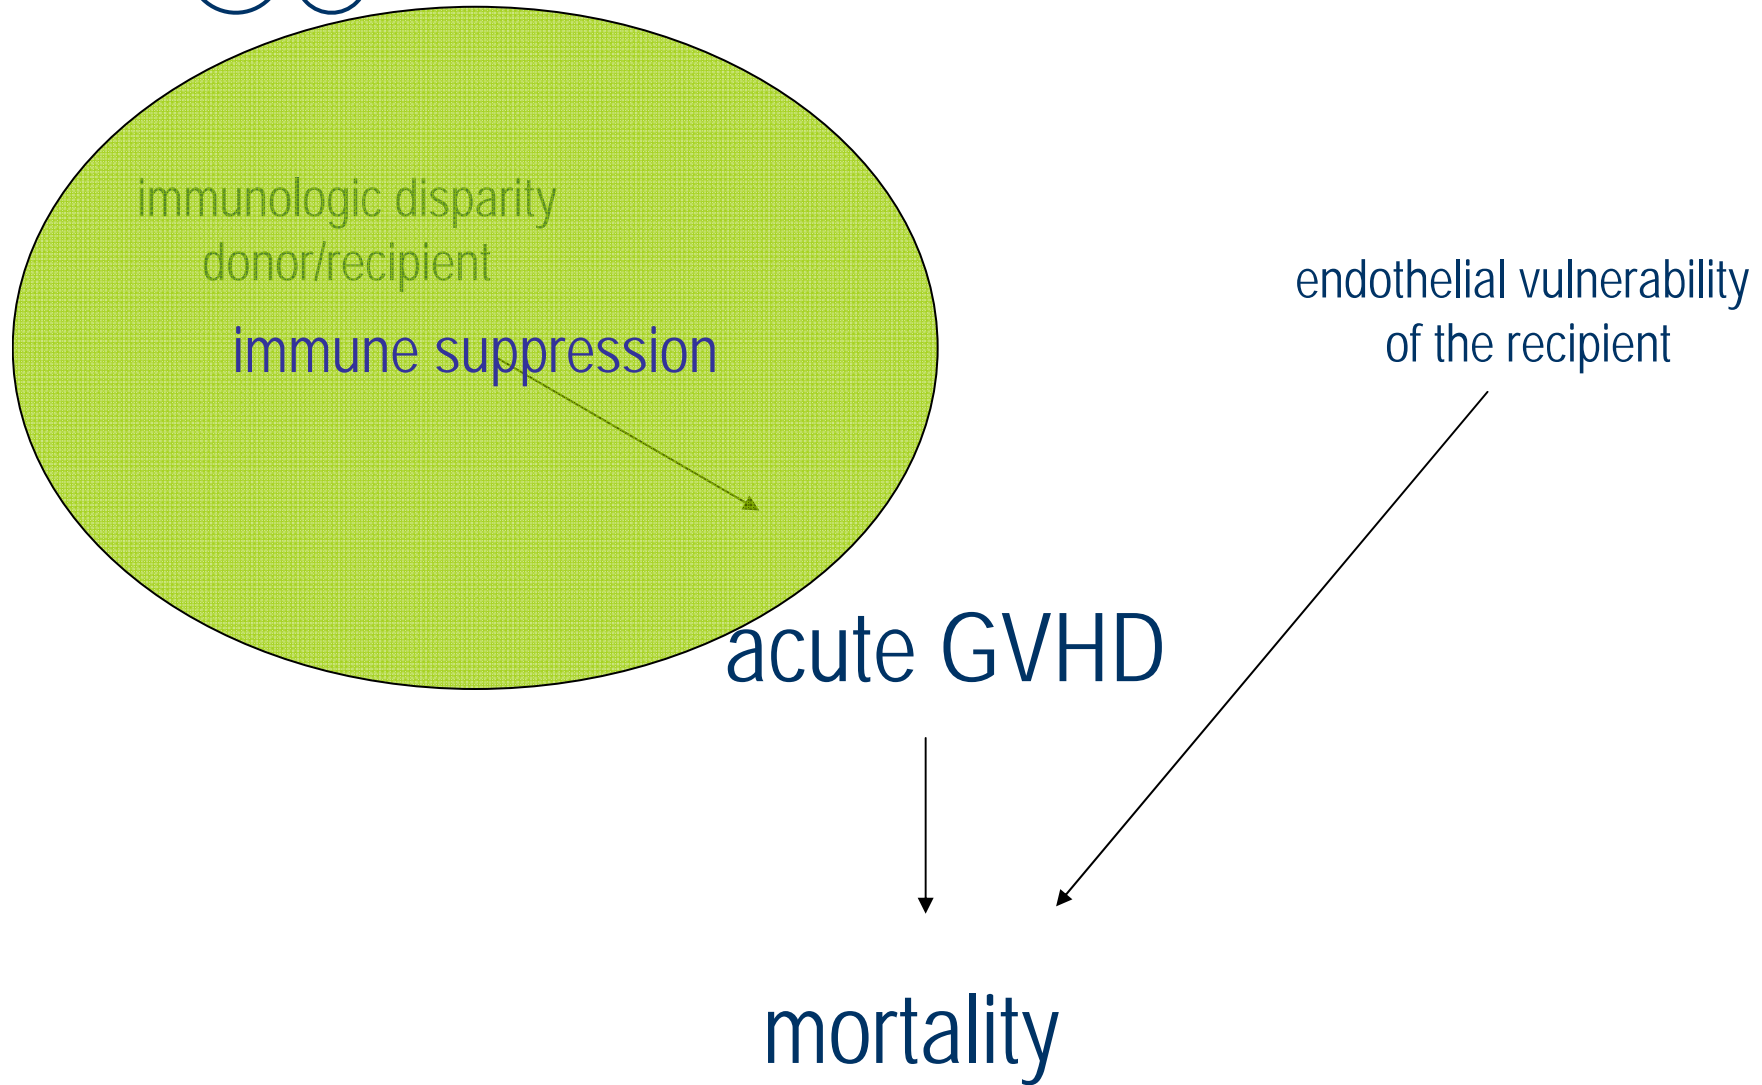 immunologic disparity
donor/recipient
immune suppression
endothelial vulnerability
of the recipient
acute GVHD
mortality